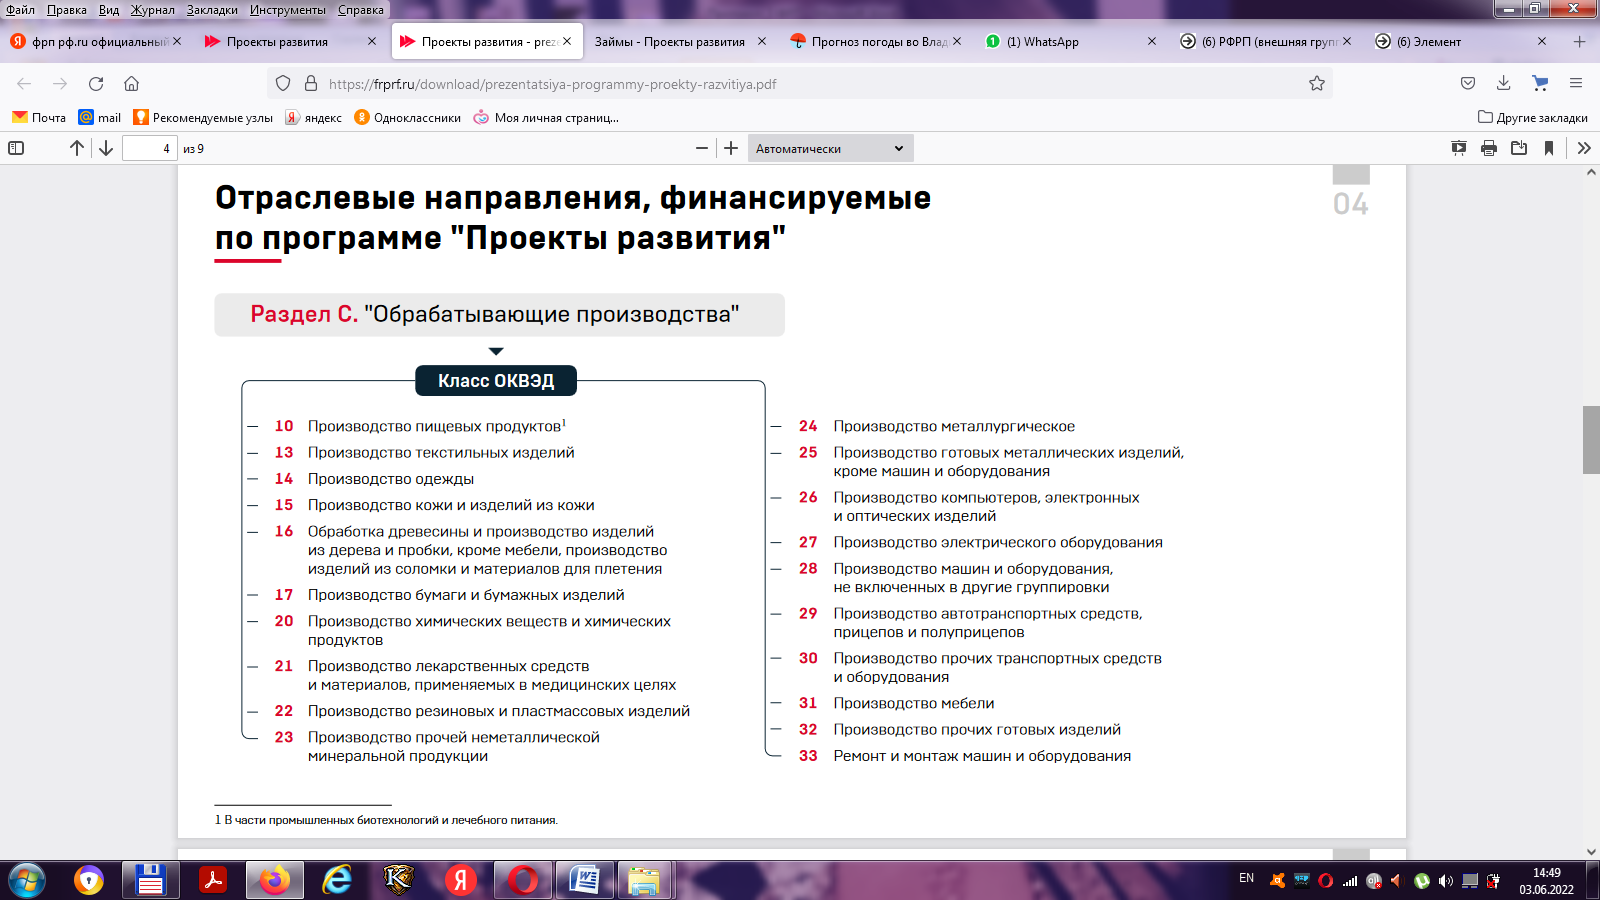 Файл Правка Вид Журнал Закладки Инструменты Справка
фрп рф.ru официальный
Проекты развития
Проекты развития - prez
Займы - Проекты развития
Прогноз погоды во Влад
(1) WhatsApp
(6) РФРП (внешняя груп
(6) Элемент
https://frprf.ru/download/prezentatsiya-programmy-proekty-razvitiya.pdf
Почта mail Рекомендуемые узлы яндекс Одноклассники Моя личная страниц... Другие закладки
4 из 9 Автоматически
Отраслевые направления, финансируемые
по программе "Проекты развития"
04
Раздел С. "Обрабатывающие производства"
Класс ОКВЭД
10 Производство пищевых продуктов¹
13 Производство текстильных изделий
14 Производство одежды
15 Производство кожи и изделий из кожи
16 Обработка древесины и производство изделий
из дерева и пробки, кроме мебели, производство
изделий из соломки и материалов для плетения
17 Производство бумаги и бумажных изделий
20 Производство химических веществ и химических
продуктов
21 Производство лекарственных средств
и материалов, применяемых в медицинских целях
22 Производство резиновых и пластмассовых изделий
23 Производство прочей неметаллической
минеральной продукции
24 Производство металлургическое
25 Производство готовых металлических изделий,
кроме машин и оборудования
26 Производство компьютеров, электронных
и оптических изделий
27 Производство электрического оборудования
28 Производство машин и оборудования,
не включенных в другие группировки
29 Производство автотранспортных средств,
прицепов и полуприцепов
30 Производство прочих транспортных средств
и оборудования
31 Производство мебели
32 Производство прочих готовых изделий
33 Ремонт и монтаж машин и оборудования
1 В части промышленных биотехнологий и лечебного питания.
EN
14:49
03.06.2022